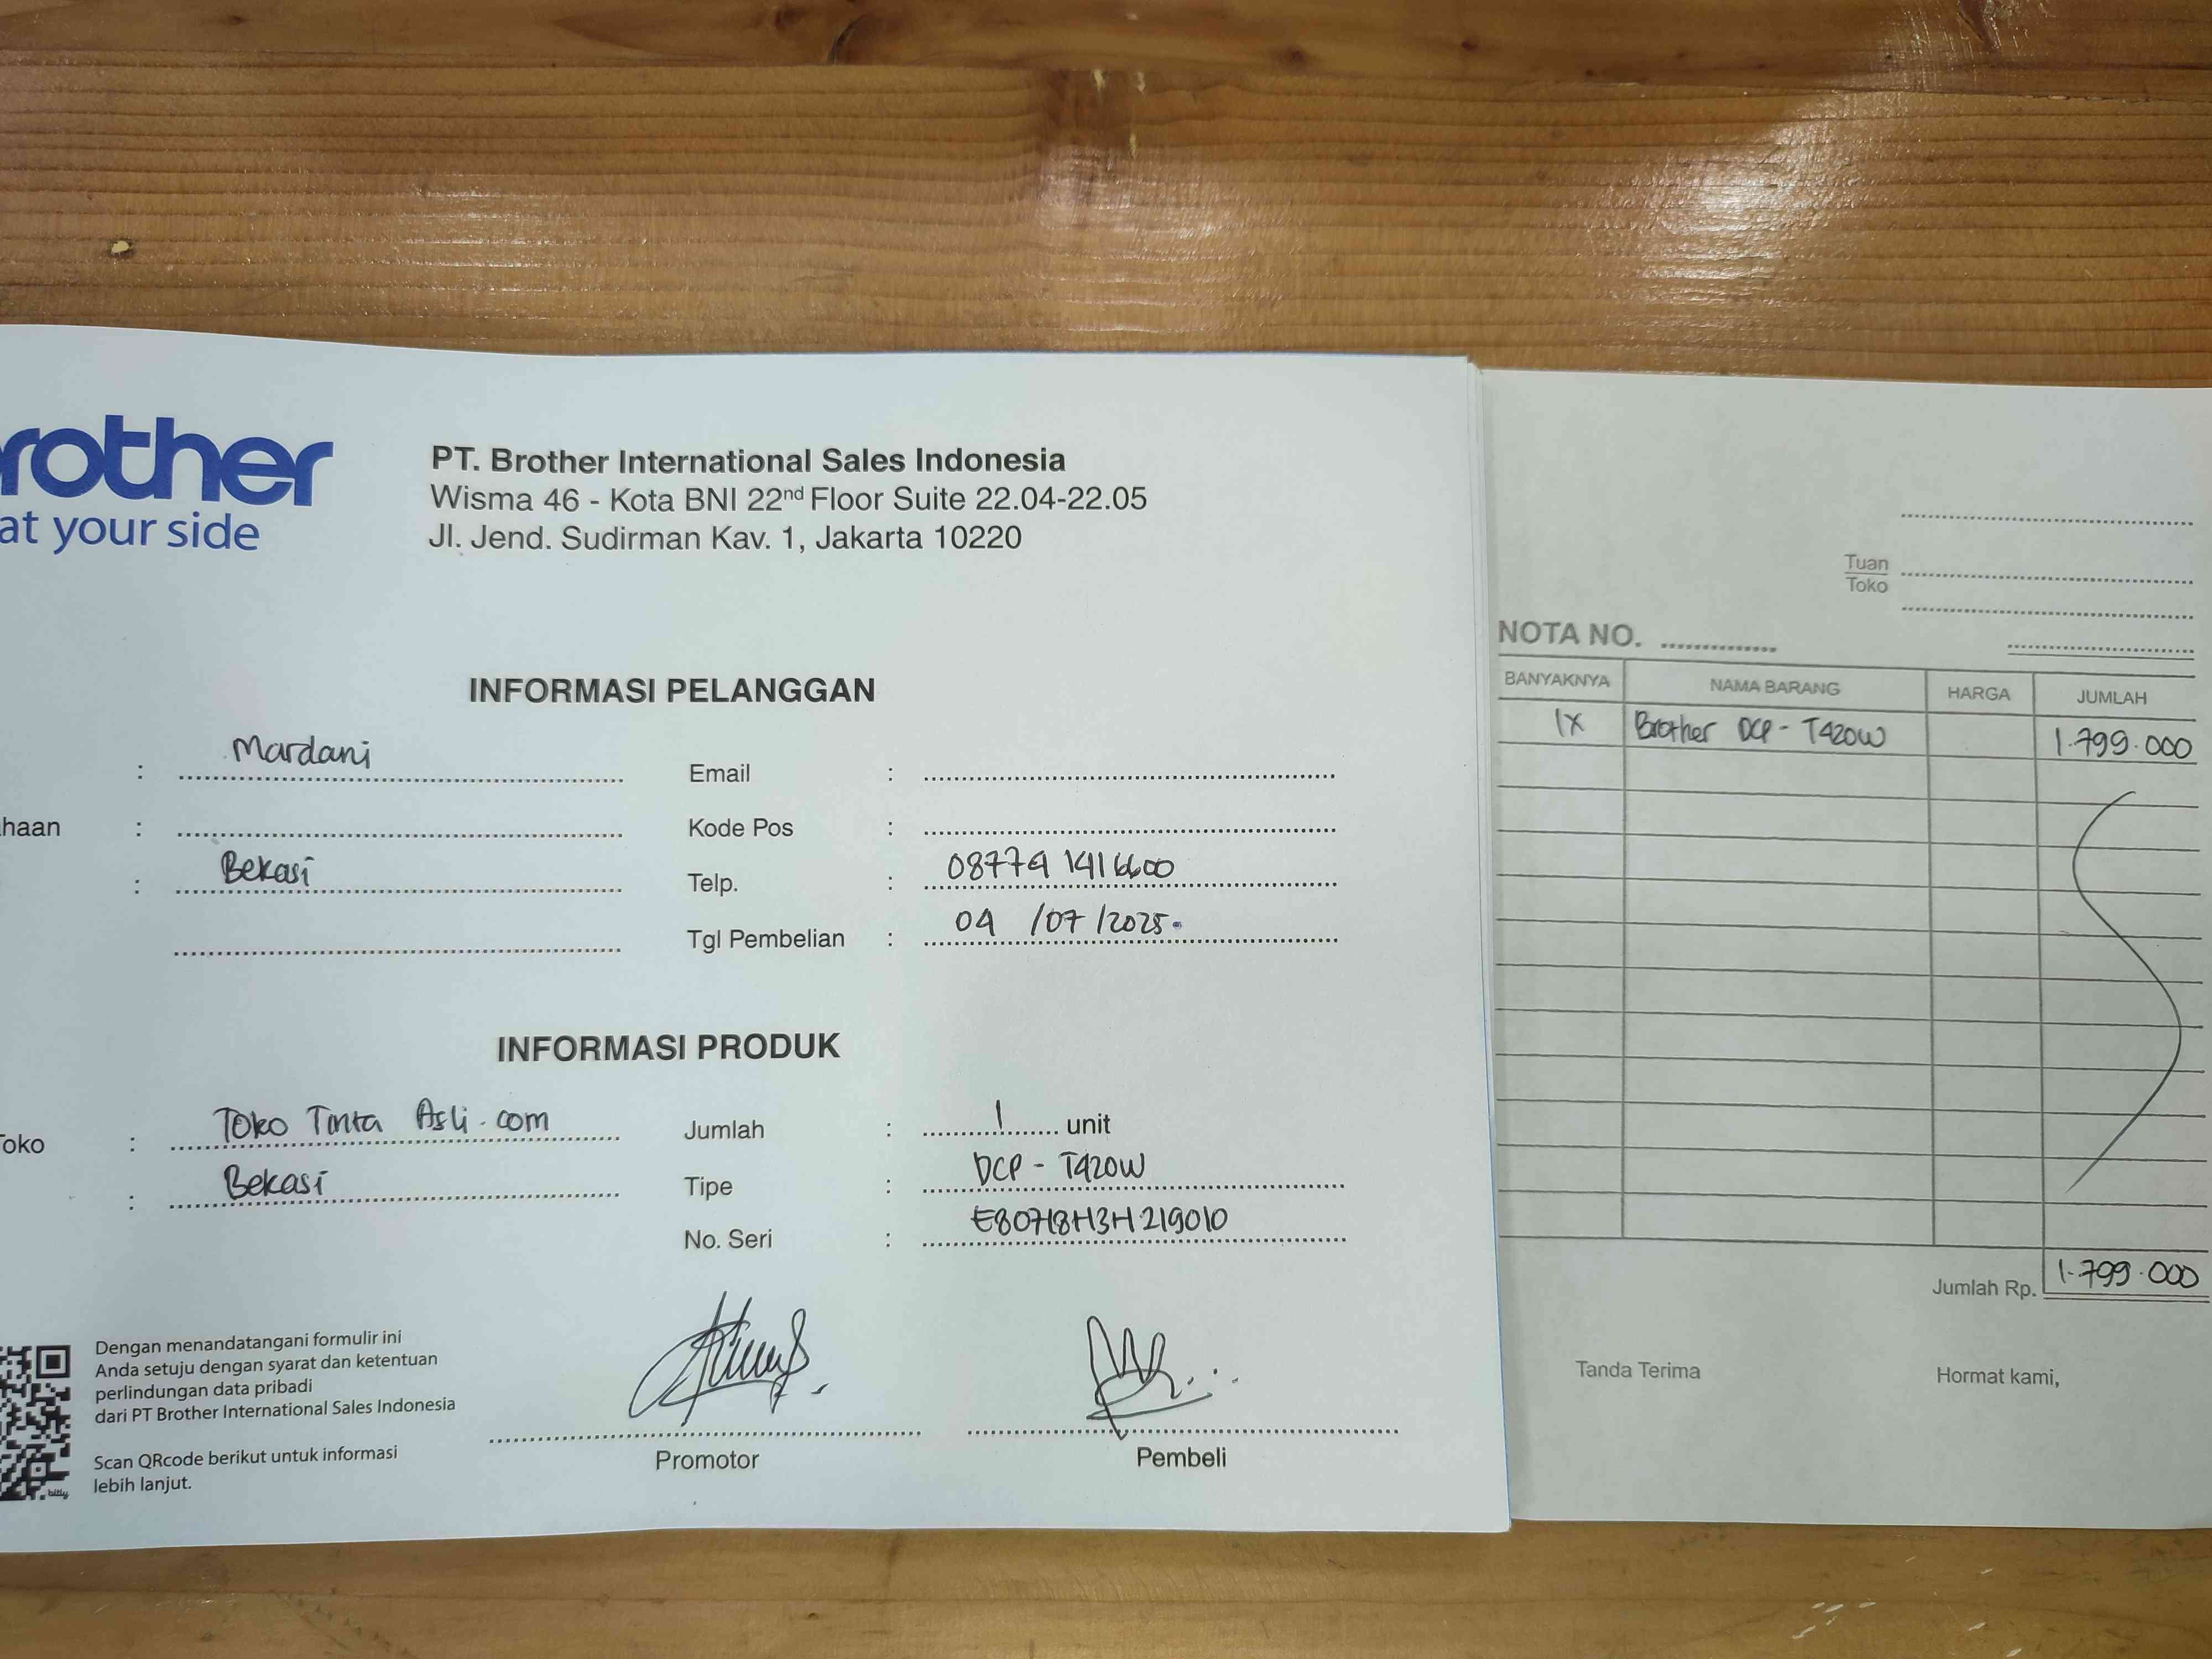 rother
at your side
PT. Brother International Sales Indonesia
Wisma 46 - Kota BNI 22nd Floor Suite 22.04-22.05
Jl. Jend. Sudirman Kav. 1, Jakarta 10220
INFORMASI PELANGGAN
: Mardani
Email :
haan :
Kode Pos :
: Bekasi
Telp. : 087741416600
Tgl Pembelian : 04 /07 /2025.
INFORMASI PRODUK
oko : Toko Tinta Asli.com
Jumlah : 1 unit
: Bekasi
Tipe : DCP - T420W
No. Seri : E80718H3H219010
Dengan menandatangani formulir ini
Anda setuju dengan syarat dan ketentuan
perlindungan data pribadi
dari PT Brother International Sales Indonesia
Scan QRcode berikut untuk informasi
lebih lanjut.
bitly
Promotor
Pembeli
Tuan
Toko
NOTA NO.
BANYAKNYA NAMA BARANG HARGA JUMLAH
1X Brother DCP - T420W 1.799.000
Jumlah Rp. 1.799.000
Tanda Terima Hormat kami,